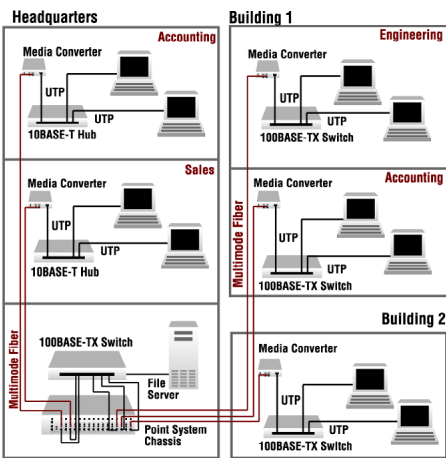 Headquarters
Accounting
Media Converter
UTP
UTP
10BASE-T Hub
Sales
Media Converter
UTP
UTP
10BASE-T Hub
Multimode Fiber
100BASE-TX Switch
File
Server
Point System
Chassis
Building 1
Engineering
Media Converter
UTP
UTP
100BASE-TX Switch
Accounting
Media Converter
UTP
UTP
100BASE-TX Switch
Multimode Fiber
Building 2
Media Converter
UTP
UTP
100BASE-TX Switch